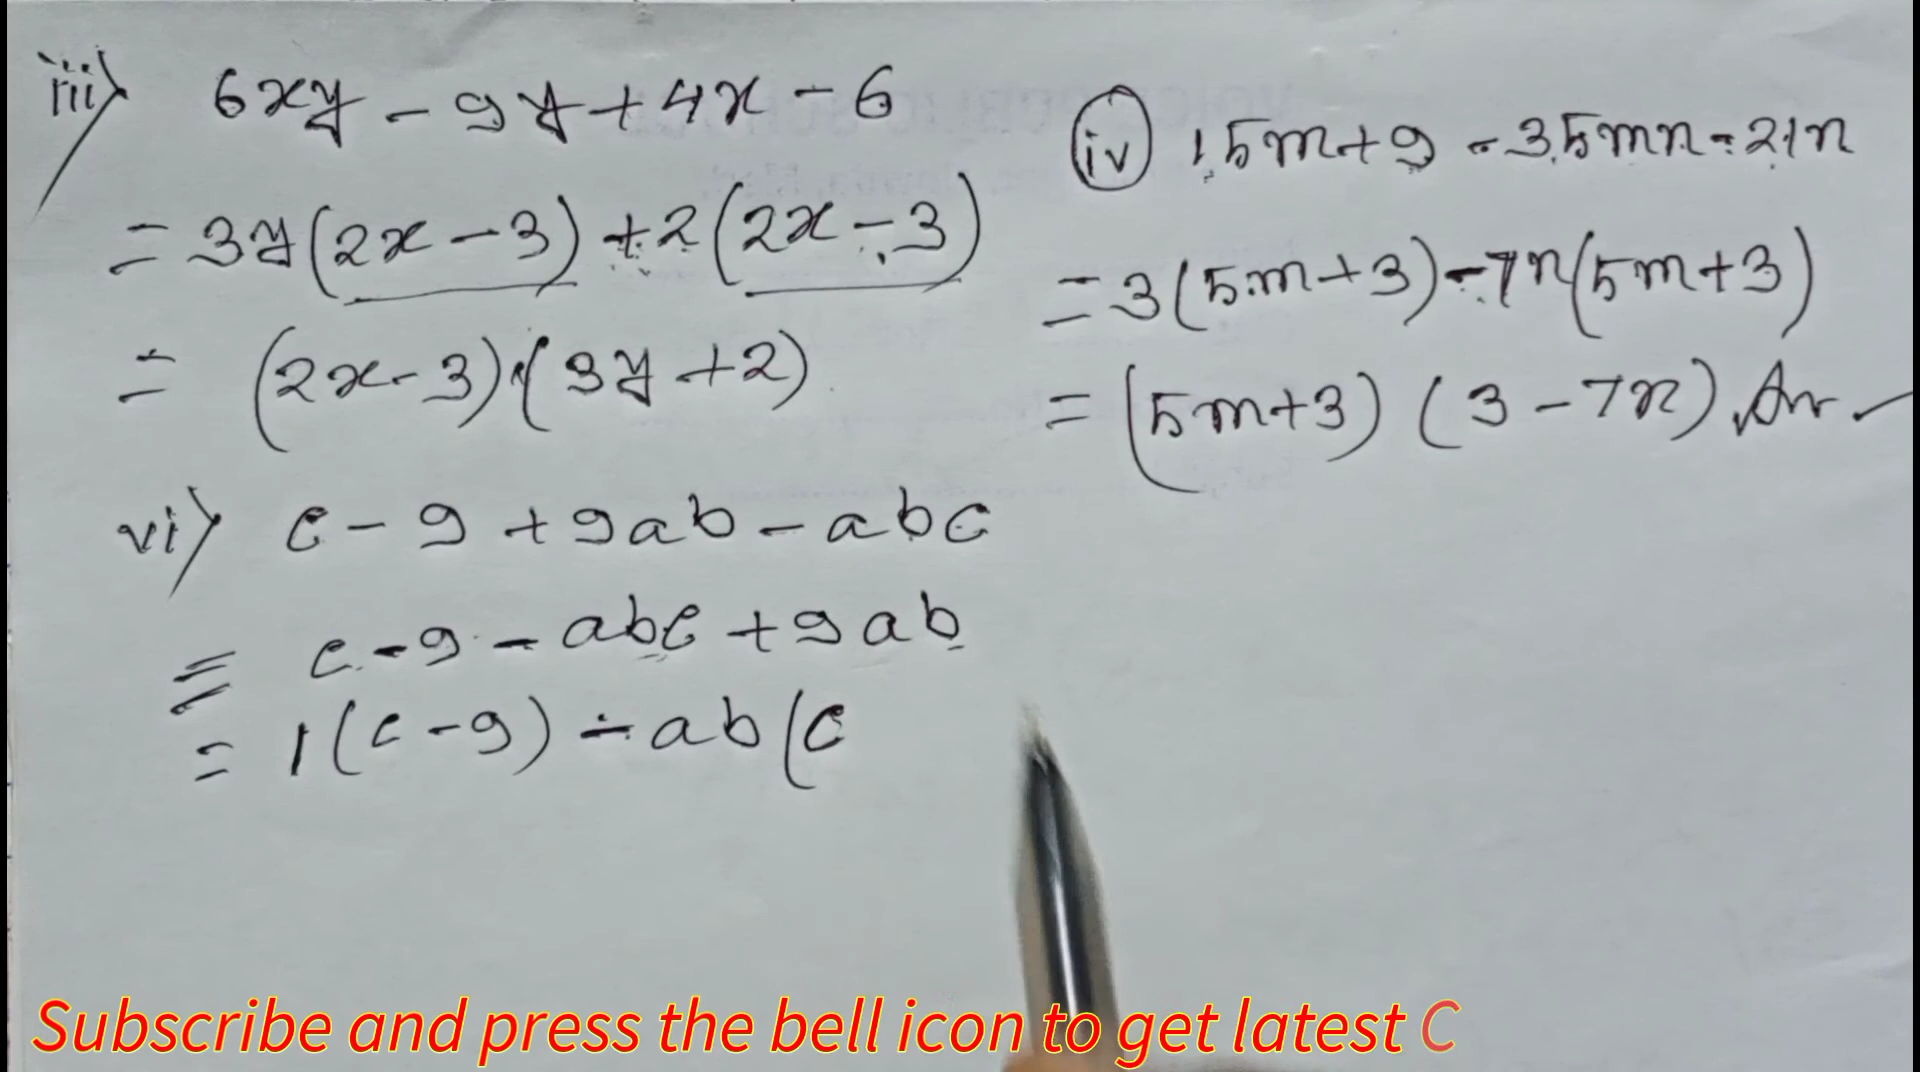 iii) 6xy - 9y + 4x - 6
= 3y(2x - 3) + 2(2x - 3)
= (2x - 3) (3y + 2)
iv 15m + 9 - 35mn - 21n
= 3(5m + 3) - 7n(5m + 3)
= (5m + 3) (3 - 7n) Ans
vi) c - 9 + 9ab - abc
= c - 9 - abc + 9ab
= 1(c - 9) - ab(c
Subscribe and press the bell icon to get latest C